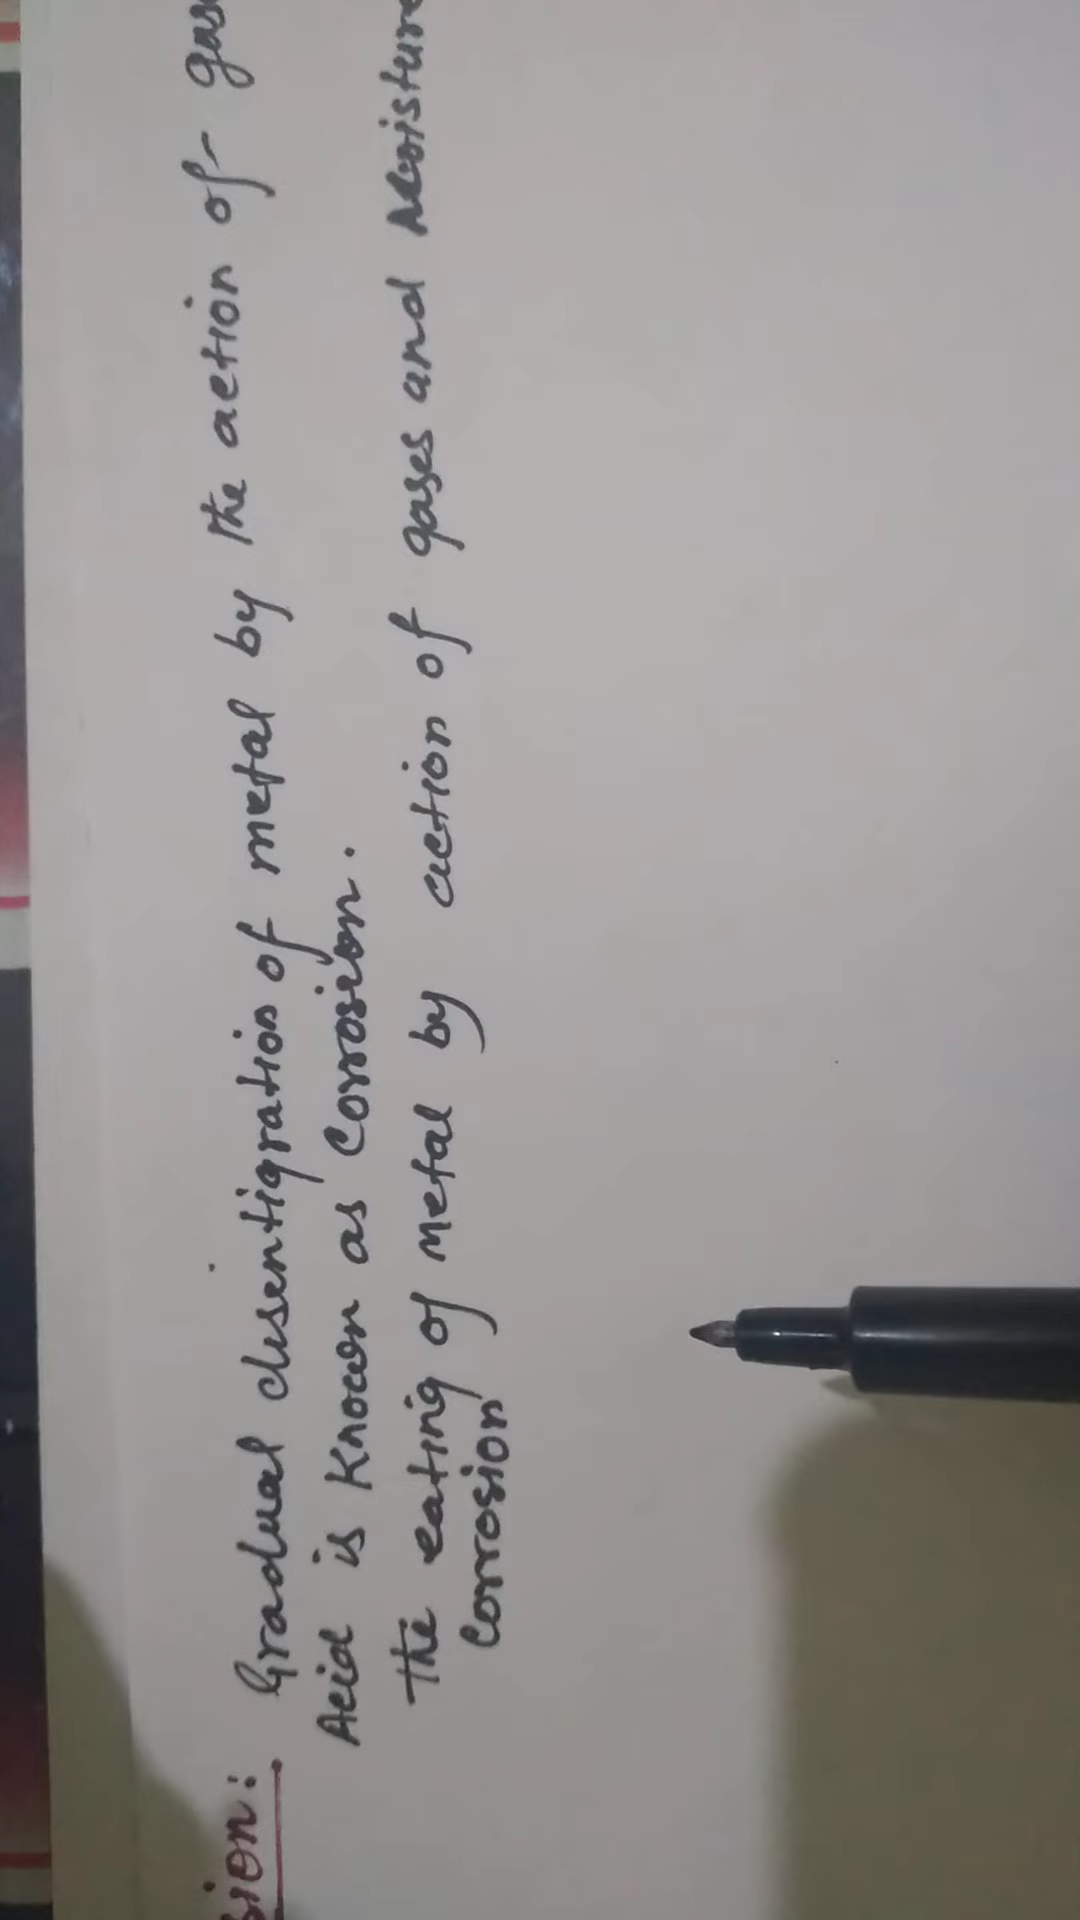 sion: Gradual disentigration of metal by the action of gas
Acid is Known as Corrosion.
The eating of Metal by action of gases and Moisture
Corrosion